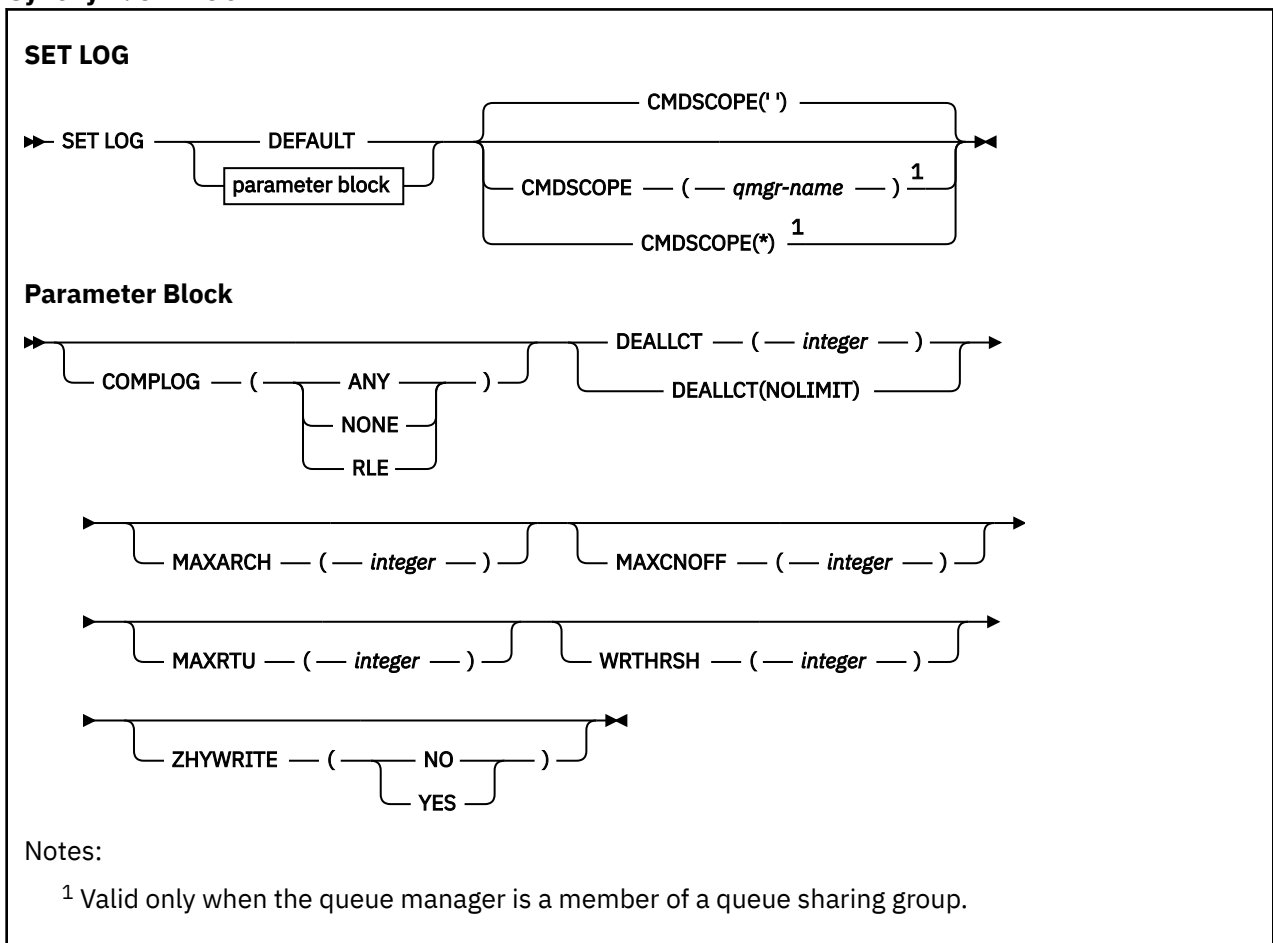 SET LOG
CMDSCOPE(' ')
SET LOG DEFAULT
parameter block
CMDSCOPE ( qmgr-name ) 1
CMDSCOPE(*) 1
Parameter Block
DEALLCT ( integer )
COMPLOG ( ANY )
DEALLCT(NOLIMIT)
NONE
RLE
MAXARCH ( integer ) MAXCNOFF ( integer )
MAXRTU ( integer ) WRTHRSH ( integer )
ZHYWRITE ( NO )
YES
Notes:
1 Valid only when the queue manager is a member of a queue sharing group.